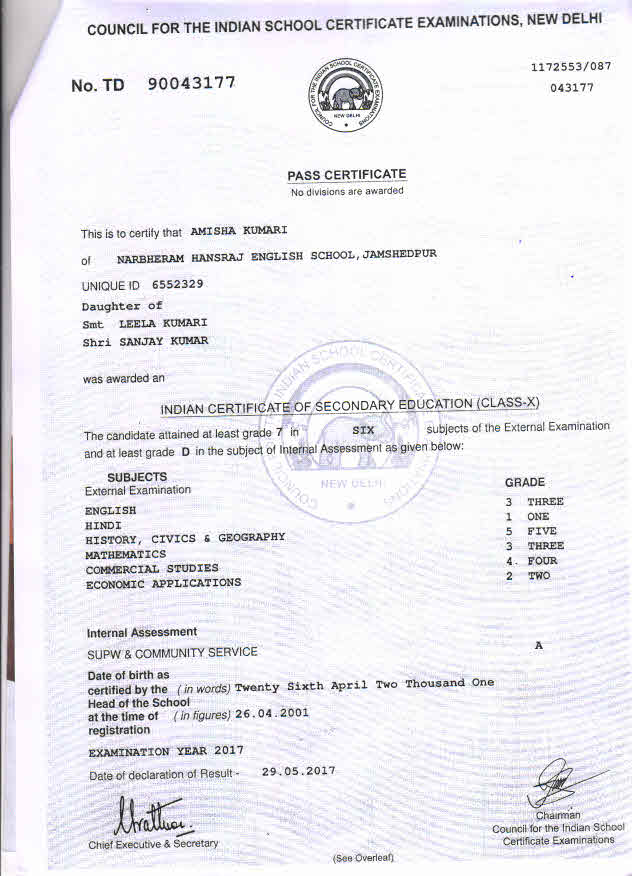 COUNCIL FOR THE INDIAN SCHOOL CERTIFICATE EXAMINATIONS, NEW DELHI
No. TD 90043177
1172553/087
043177
COUNCIL FOR THE INDIAN SCHOOL CERTIFICATE EXAMINATIONS
NEW DELHI
PASS CERTIFICATE
No divisions are awarded
This is to certify that AMISHA KUMARI
of NARBHERAM HANSRAJ ENGLISH SCHOOL,JAMSHEDPUR
UNIQUE ID 6552329
Daughter of
Smt LEELA KUMARI
Shri SANJAY KUMAR
was awarded an
INDIAN CERTIFICATE OF SECONDARY EDUCATION (CLASS-X)
The candidate attained at least grade 7 in SIX subjects of the External Examination
and at least grade D in the subject of Internal Assessment as given below:
NEW DELHI
SUBJECTS GRADE
External Examination
ENGLISH 3 THREE
HINDI 1 ONE
HISTORY, CIVICS & GEOGRAPHY 5 FIVE
MATHEMATICS 3 THREE
COMMERCIAL STUDIES 4 FOUR
ECONOMIC APPLICATIONS 2 TWO
Internal Assessment
SUPW & COMMUNITY SERVICE A
Date of birth as
certified by the (in words) Twenty Sixth April Two Thousand One
Head of the School
at the time of (in figures) 26.04.2001
registration
EXAMINATION YEAR 2017
Date of declaration of Result - 29.05.2017
Chief Executive & Secretary
Chairman
Council for the Indian School
Certificate Examinations
(See Overleaf)